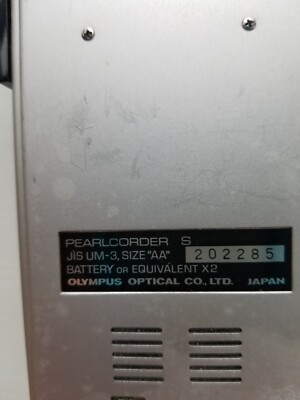 PEARLCORDER S
JIS UM-3, SIZE "AA" 202285
BATTERY OR EQUIVALENT X2
OLYMPUS OPTICAL CO., LTD. JAPAN